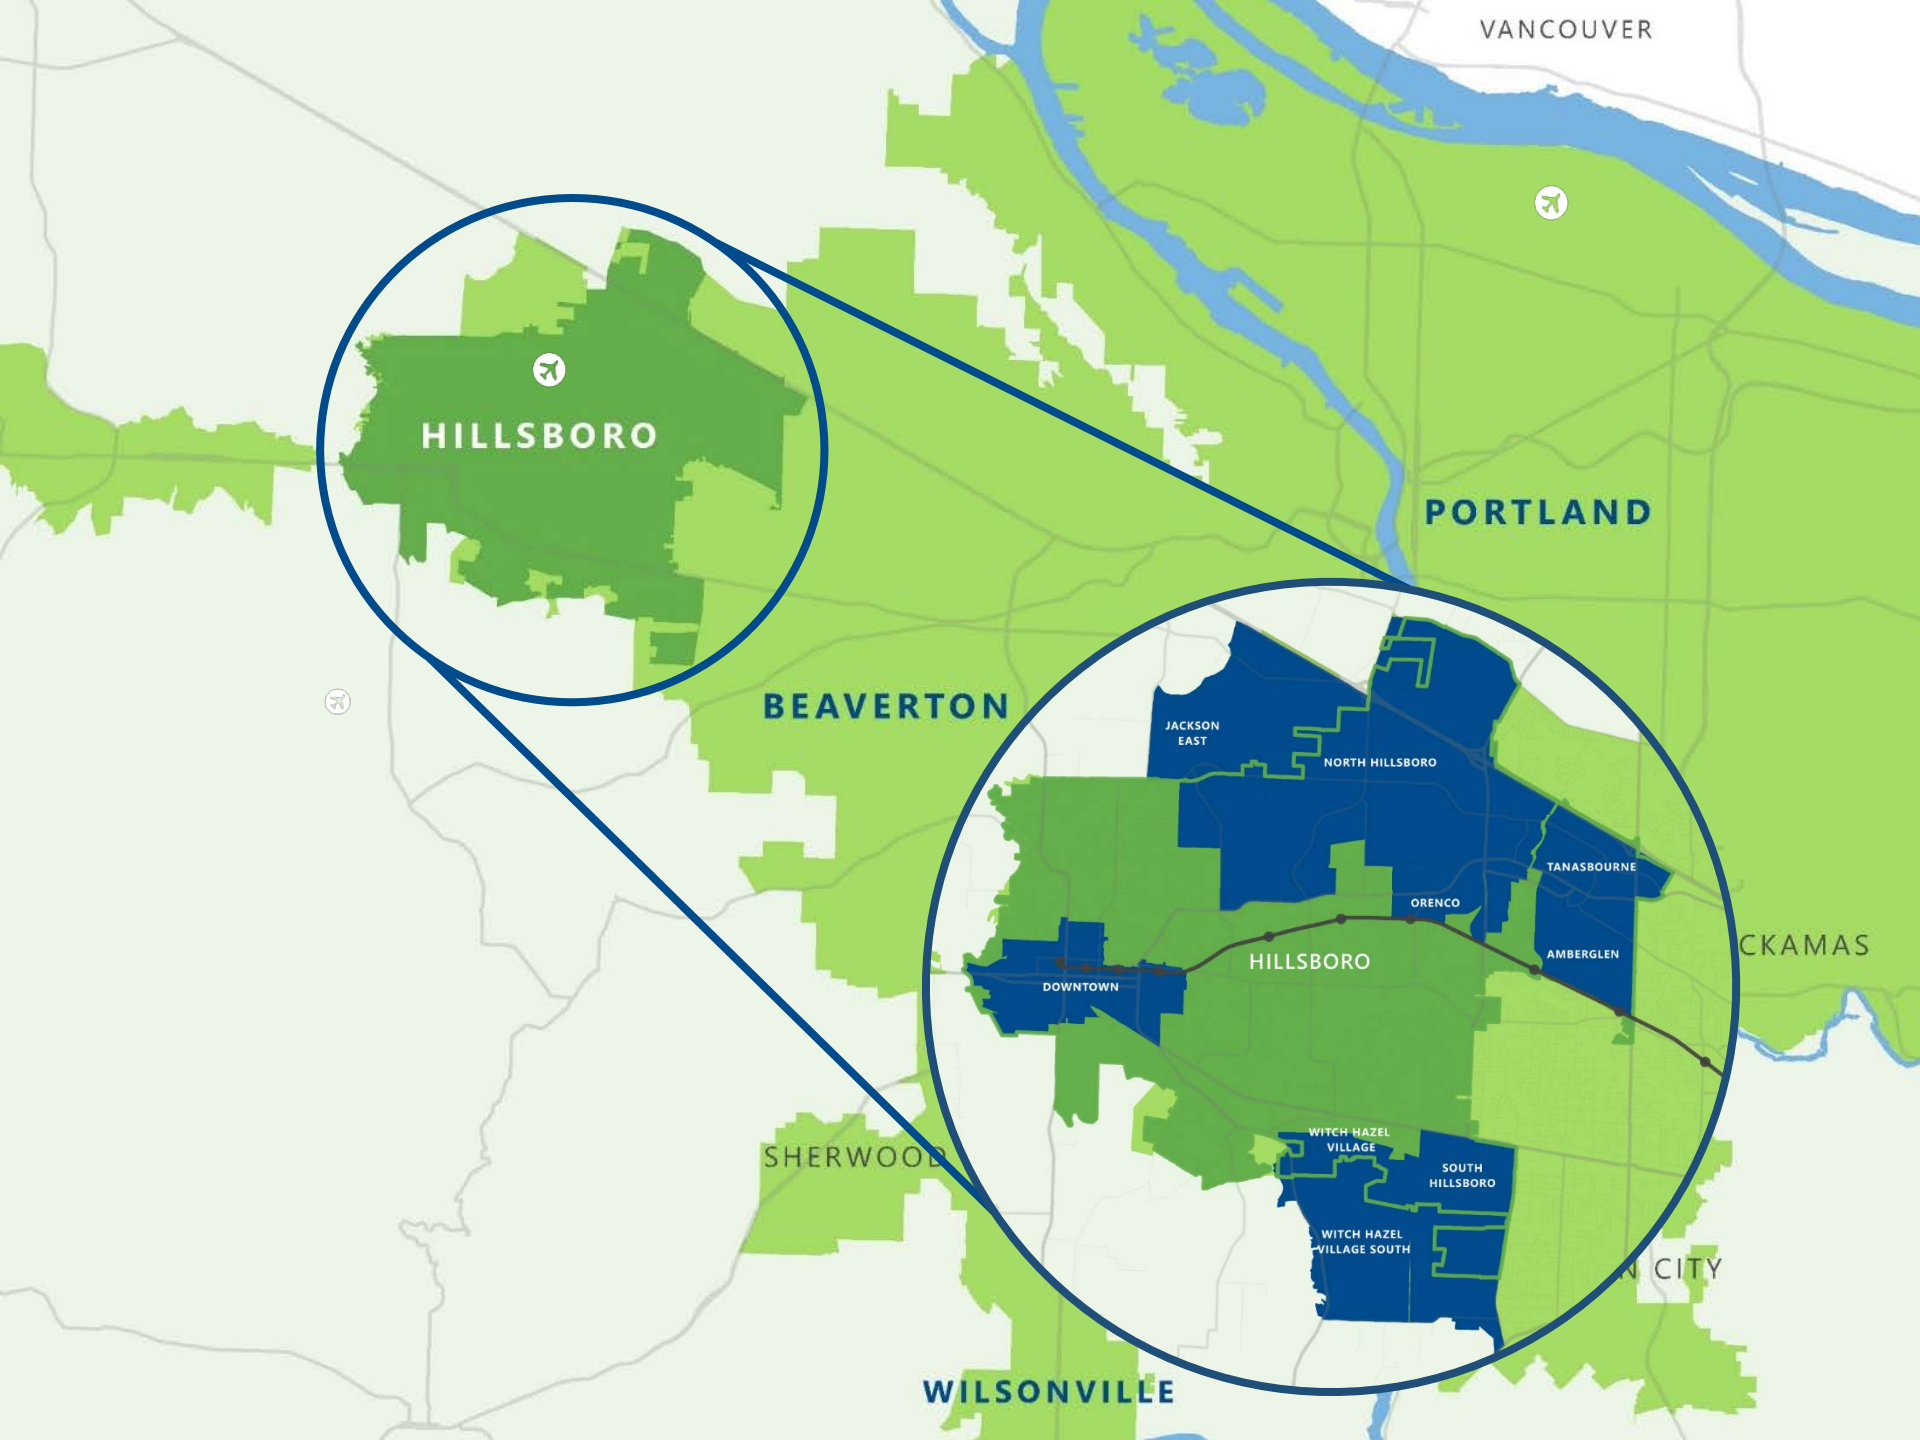 VANCOUVER
HILLSBORO
PORTLAND
BEAVERTON
JACKSON
EAST
NORTH HILLSBORO
TANASBOURNE
ORENCO
CKAMAS
AMBERGLEN
HILLSBORO
DOWNTOWN
WITCH HAZEL
VILLAGE
SHERWOOD
SOUTH
HILLSBORO
WITCH HAZEL
VILLAGE SOUTH
N CITY
WILSONVILLE